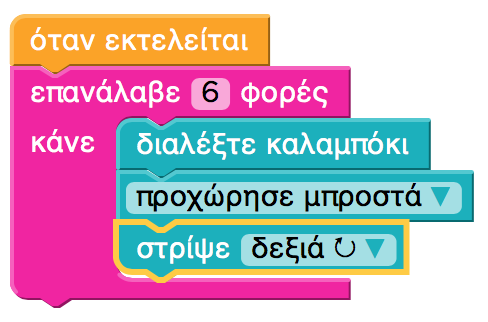 όταν εκτελείται
επανάλαβε 6 φορές
κάνε διαλέξτε καλαμπόκι
προχώρησε μπροστά ▼
στρίψε δεξιά ↻ ▼